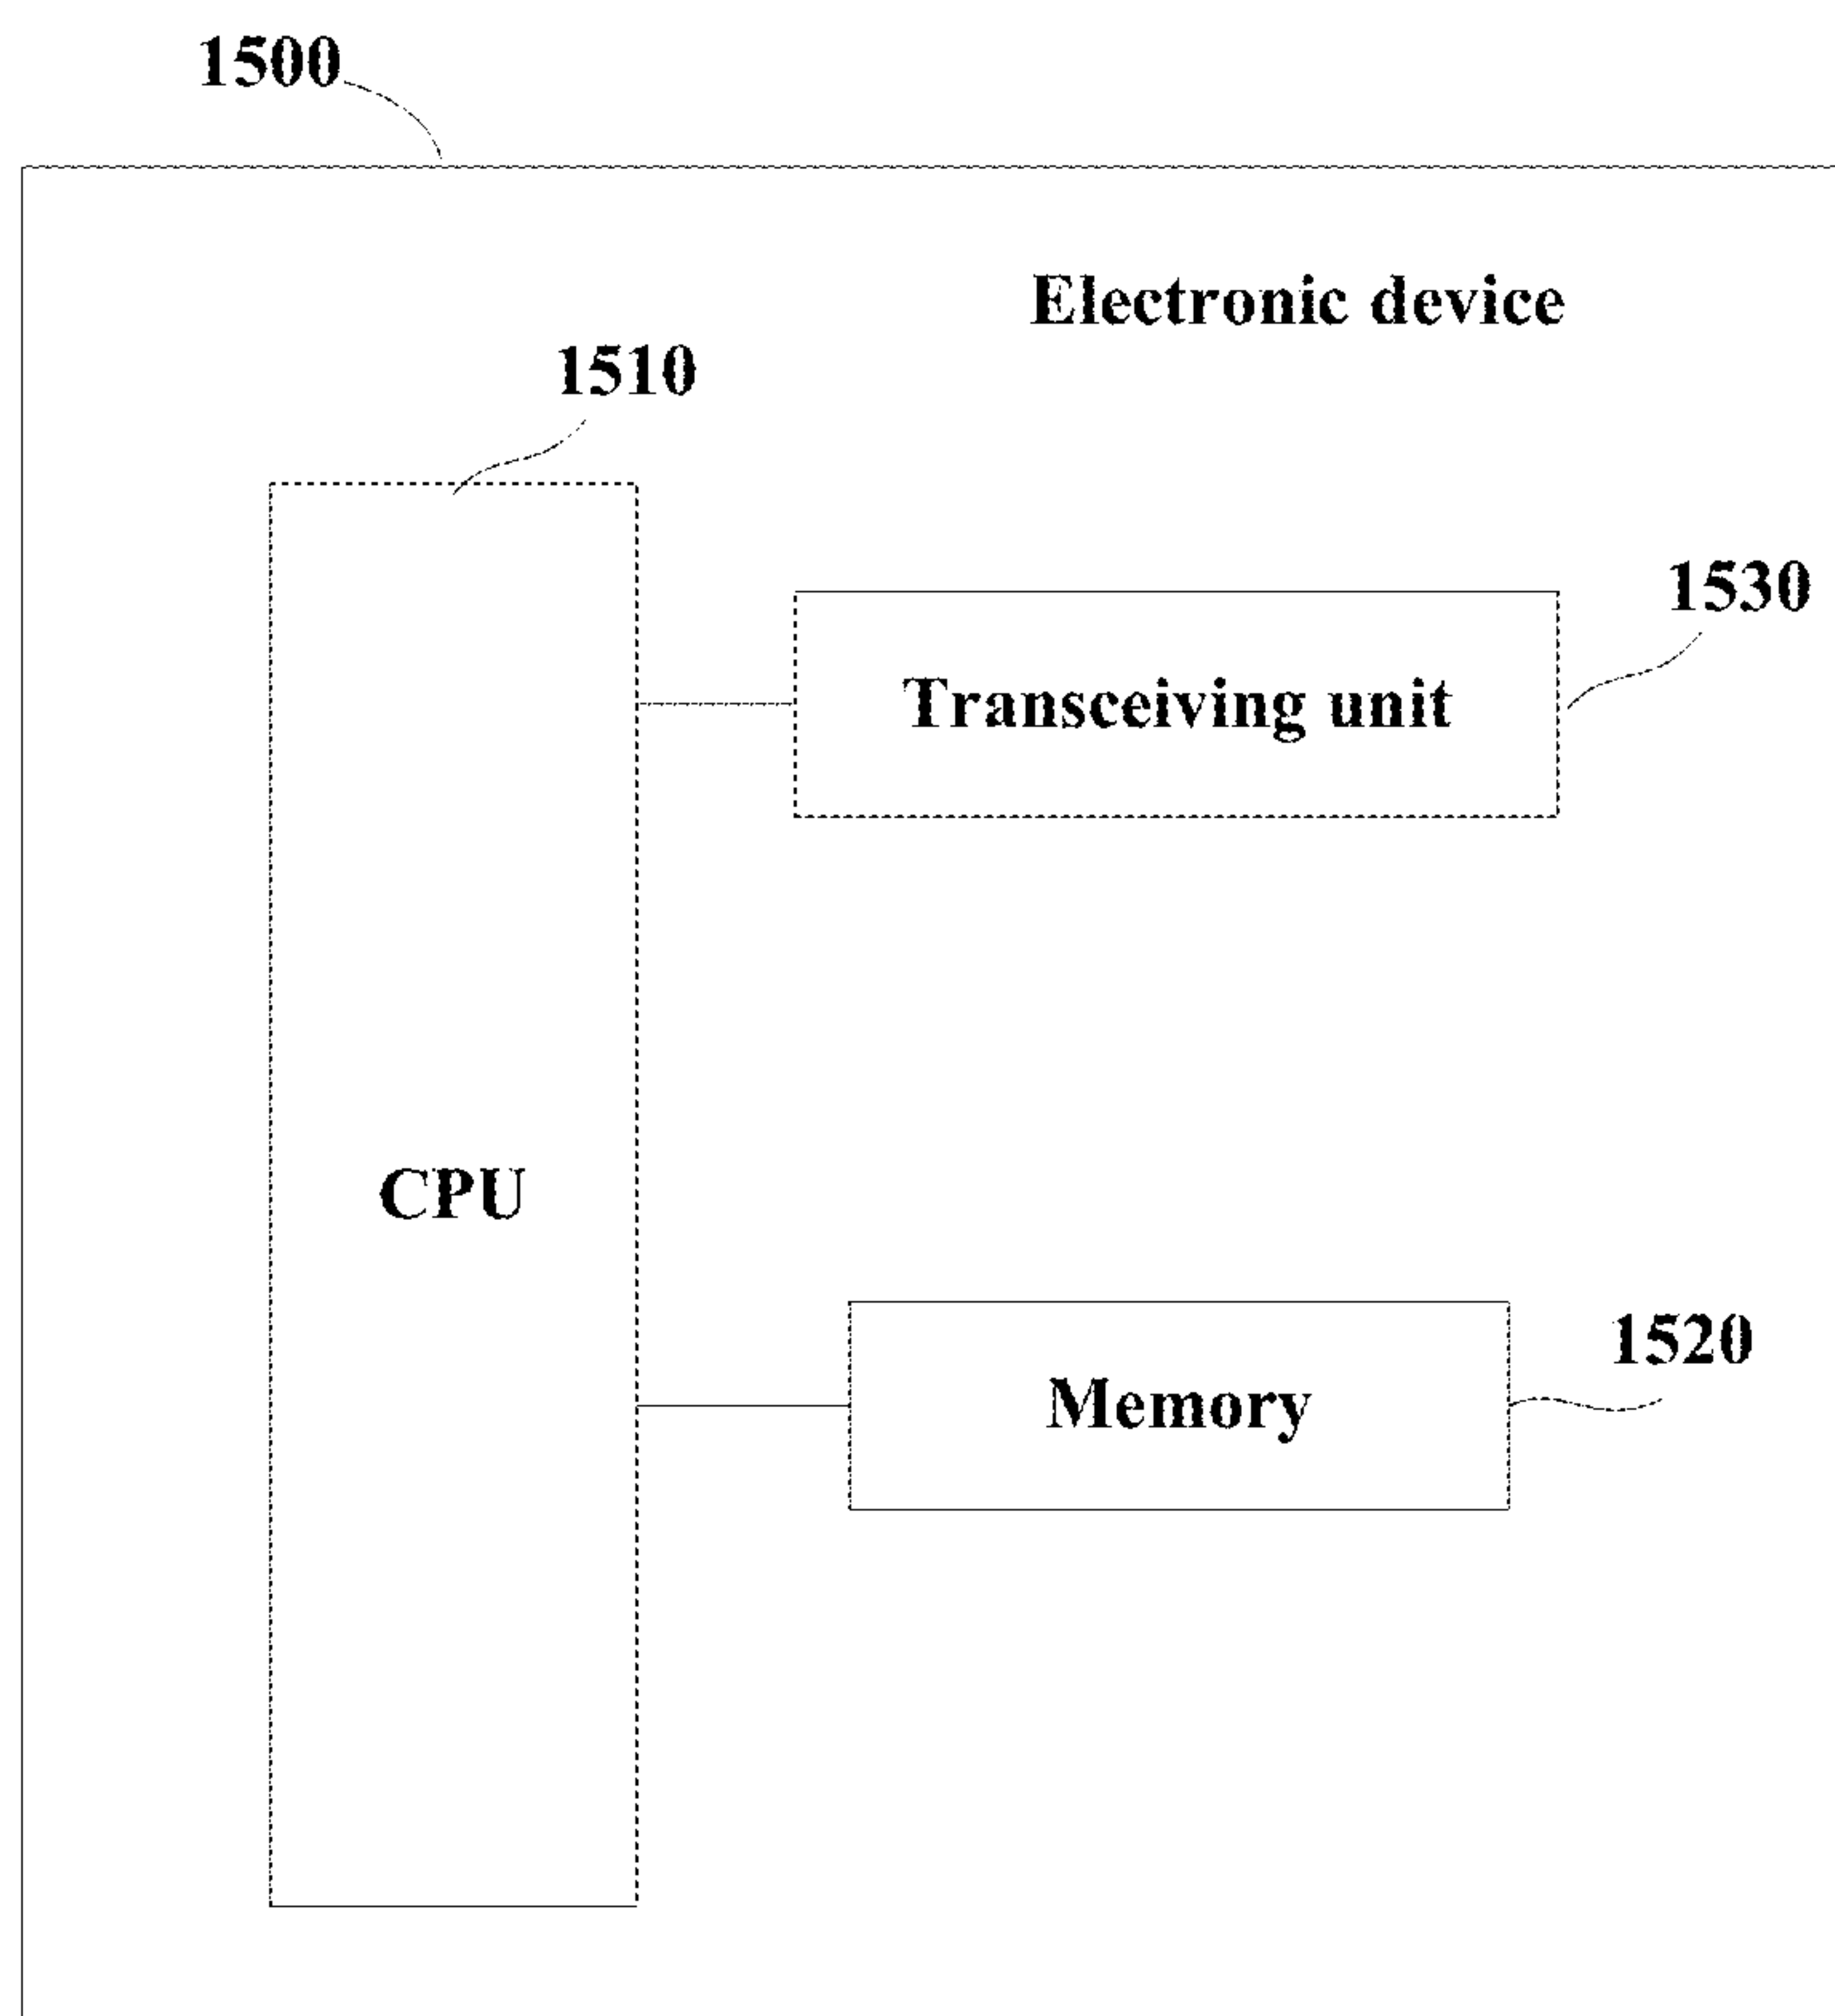 1500
Electronic device
1510
1530
Transceiving unit
CPU
1520
Memory